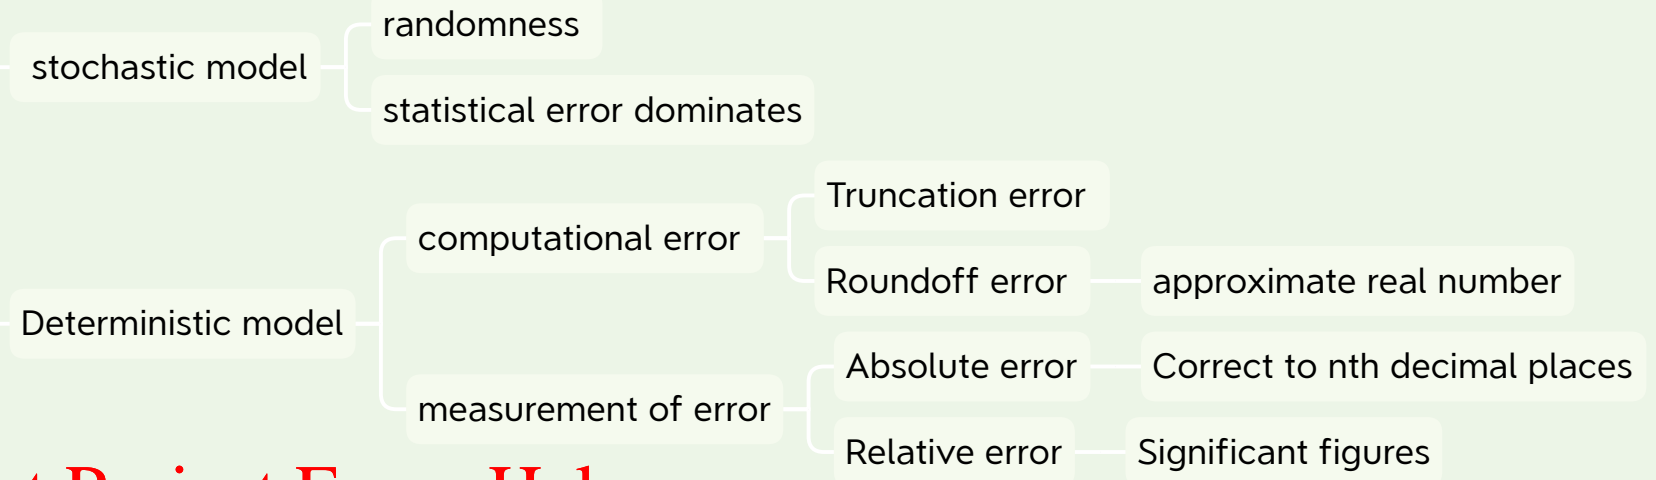 randomness
stochastic model
statistical error dominates
Truncation error
computational error
Roundoff error
approximate real number
Deterministic model
Absolute error
Correct to nth decimal places
measurement of error
Relative error
Significant figures